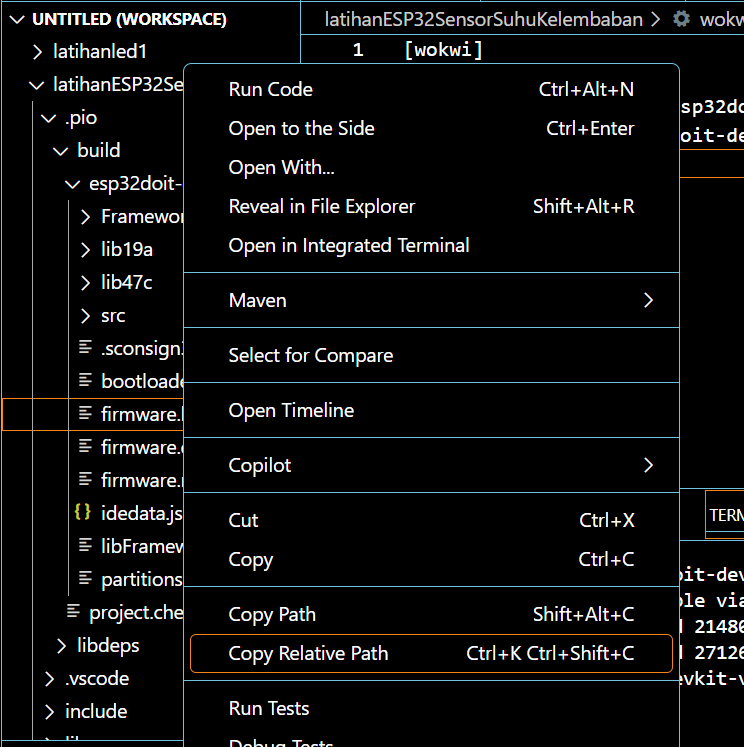 UNTITLED (WORKSPACE)
latihanled1
latihanESP32Se
.pio
build
esp32doit-
Framewor
lib19a
lib47c
src
.sconsign
bootloade
firmware.
firmware.
firmware.
idedata.js
libFramew
partitions
project.che
libdeps
.vscode
include
latihanESP32SensorSuhuKelembaban > wokw
1 [wokwi]
sp32do
oit-de
Run Code Ctrl+Alt+N
Open to the Side Ctrl+Enter
Open With...
Reveal in File Explorer Shift+Alt+R
Open in Integrated Terminal
Maven
Select for Compare
Open Timeline
Copilot
Cut Ctrl+X
Copy Ctrl+C
Copy Path Shift+Alt+C
Copy Relative Path Ctrl+K Ctrl+Shift+C
Run Tests
Debug Tests
TERM
oit-dev
ble via
21480
27126
evkit-v